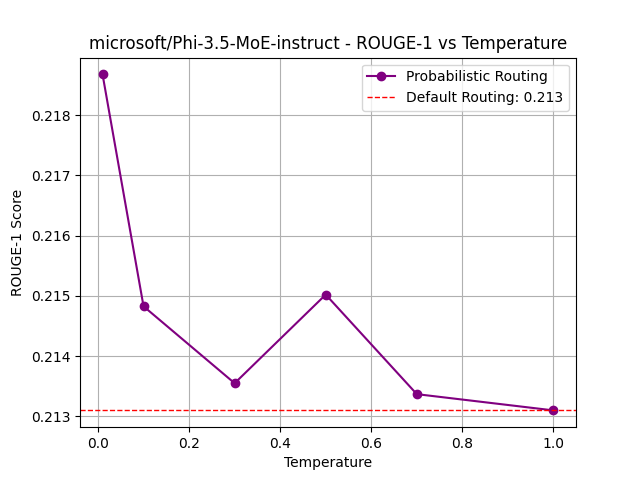 microsoft/Phi-3.5-MoE-instruct - ROUGE-1 vs Temperature
Probabilistic Routing
Default Routing: 0.213
ROUGE-1 Score
0.218
0.217
0.216
0.215
0.214
0.213
0.0 0.2 0.4 0.6 0.8 1.0
Temperature